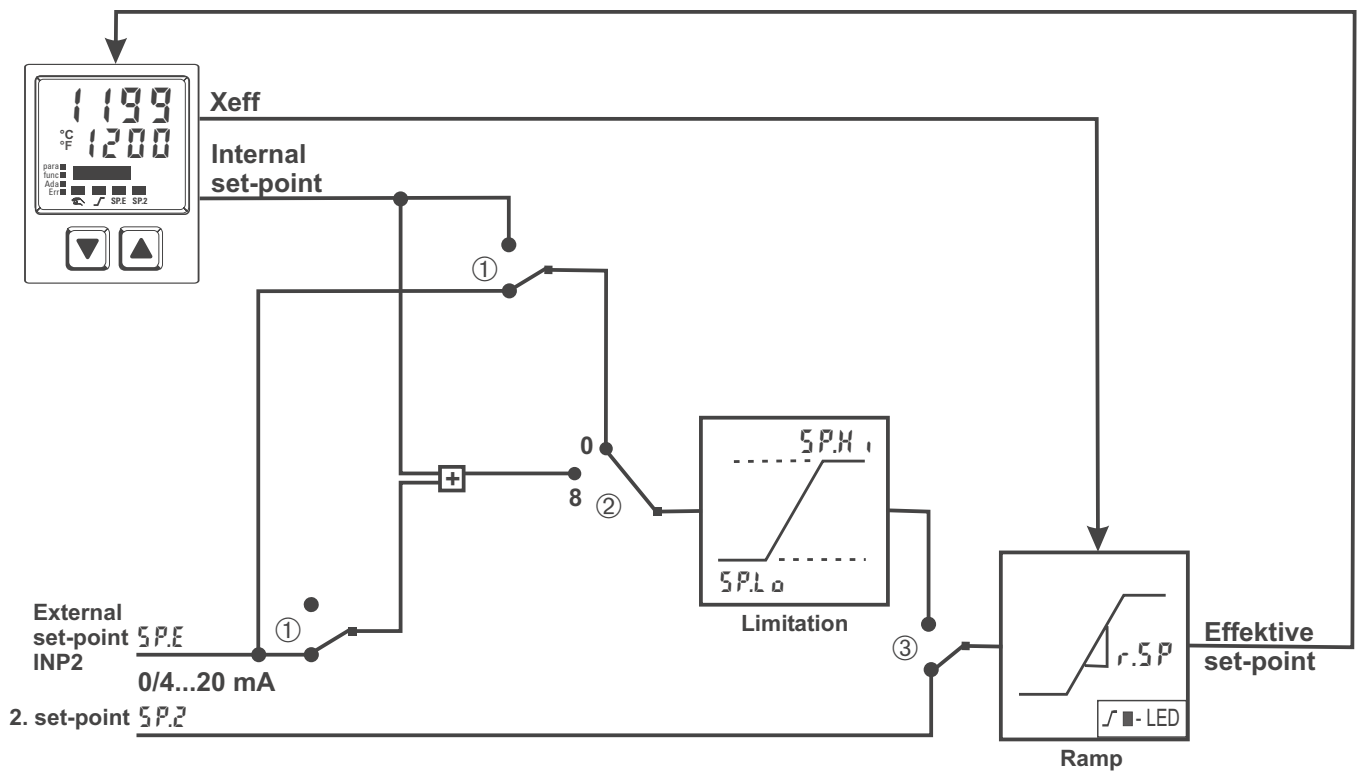 1199
°C
°F
1200
para
func
Ada
Err
SP.E SP.2
Xeff
Internal
set-point
①
0
8
②
+
SP.Hi
SP.Lo
Limitation
External
set-point SP.E
INP2
0/4...20 mA
①
2. set-point SP.2
③
r.SP
- LED
Ramp
Effektive
set-point